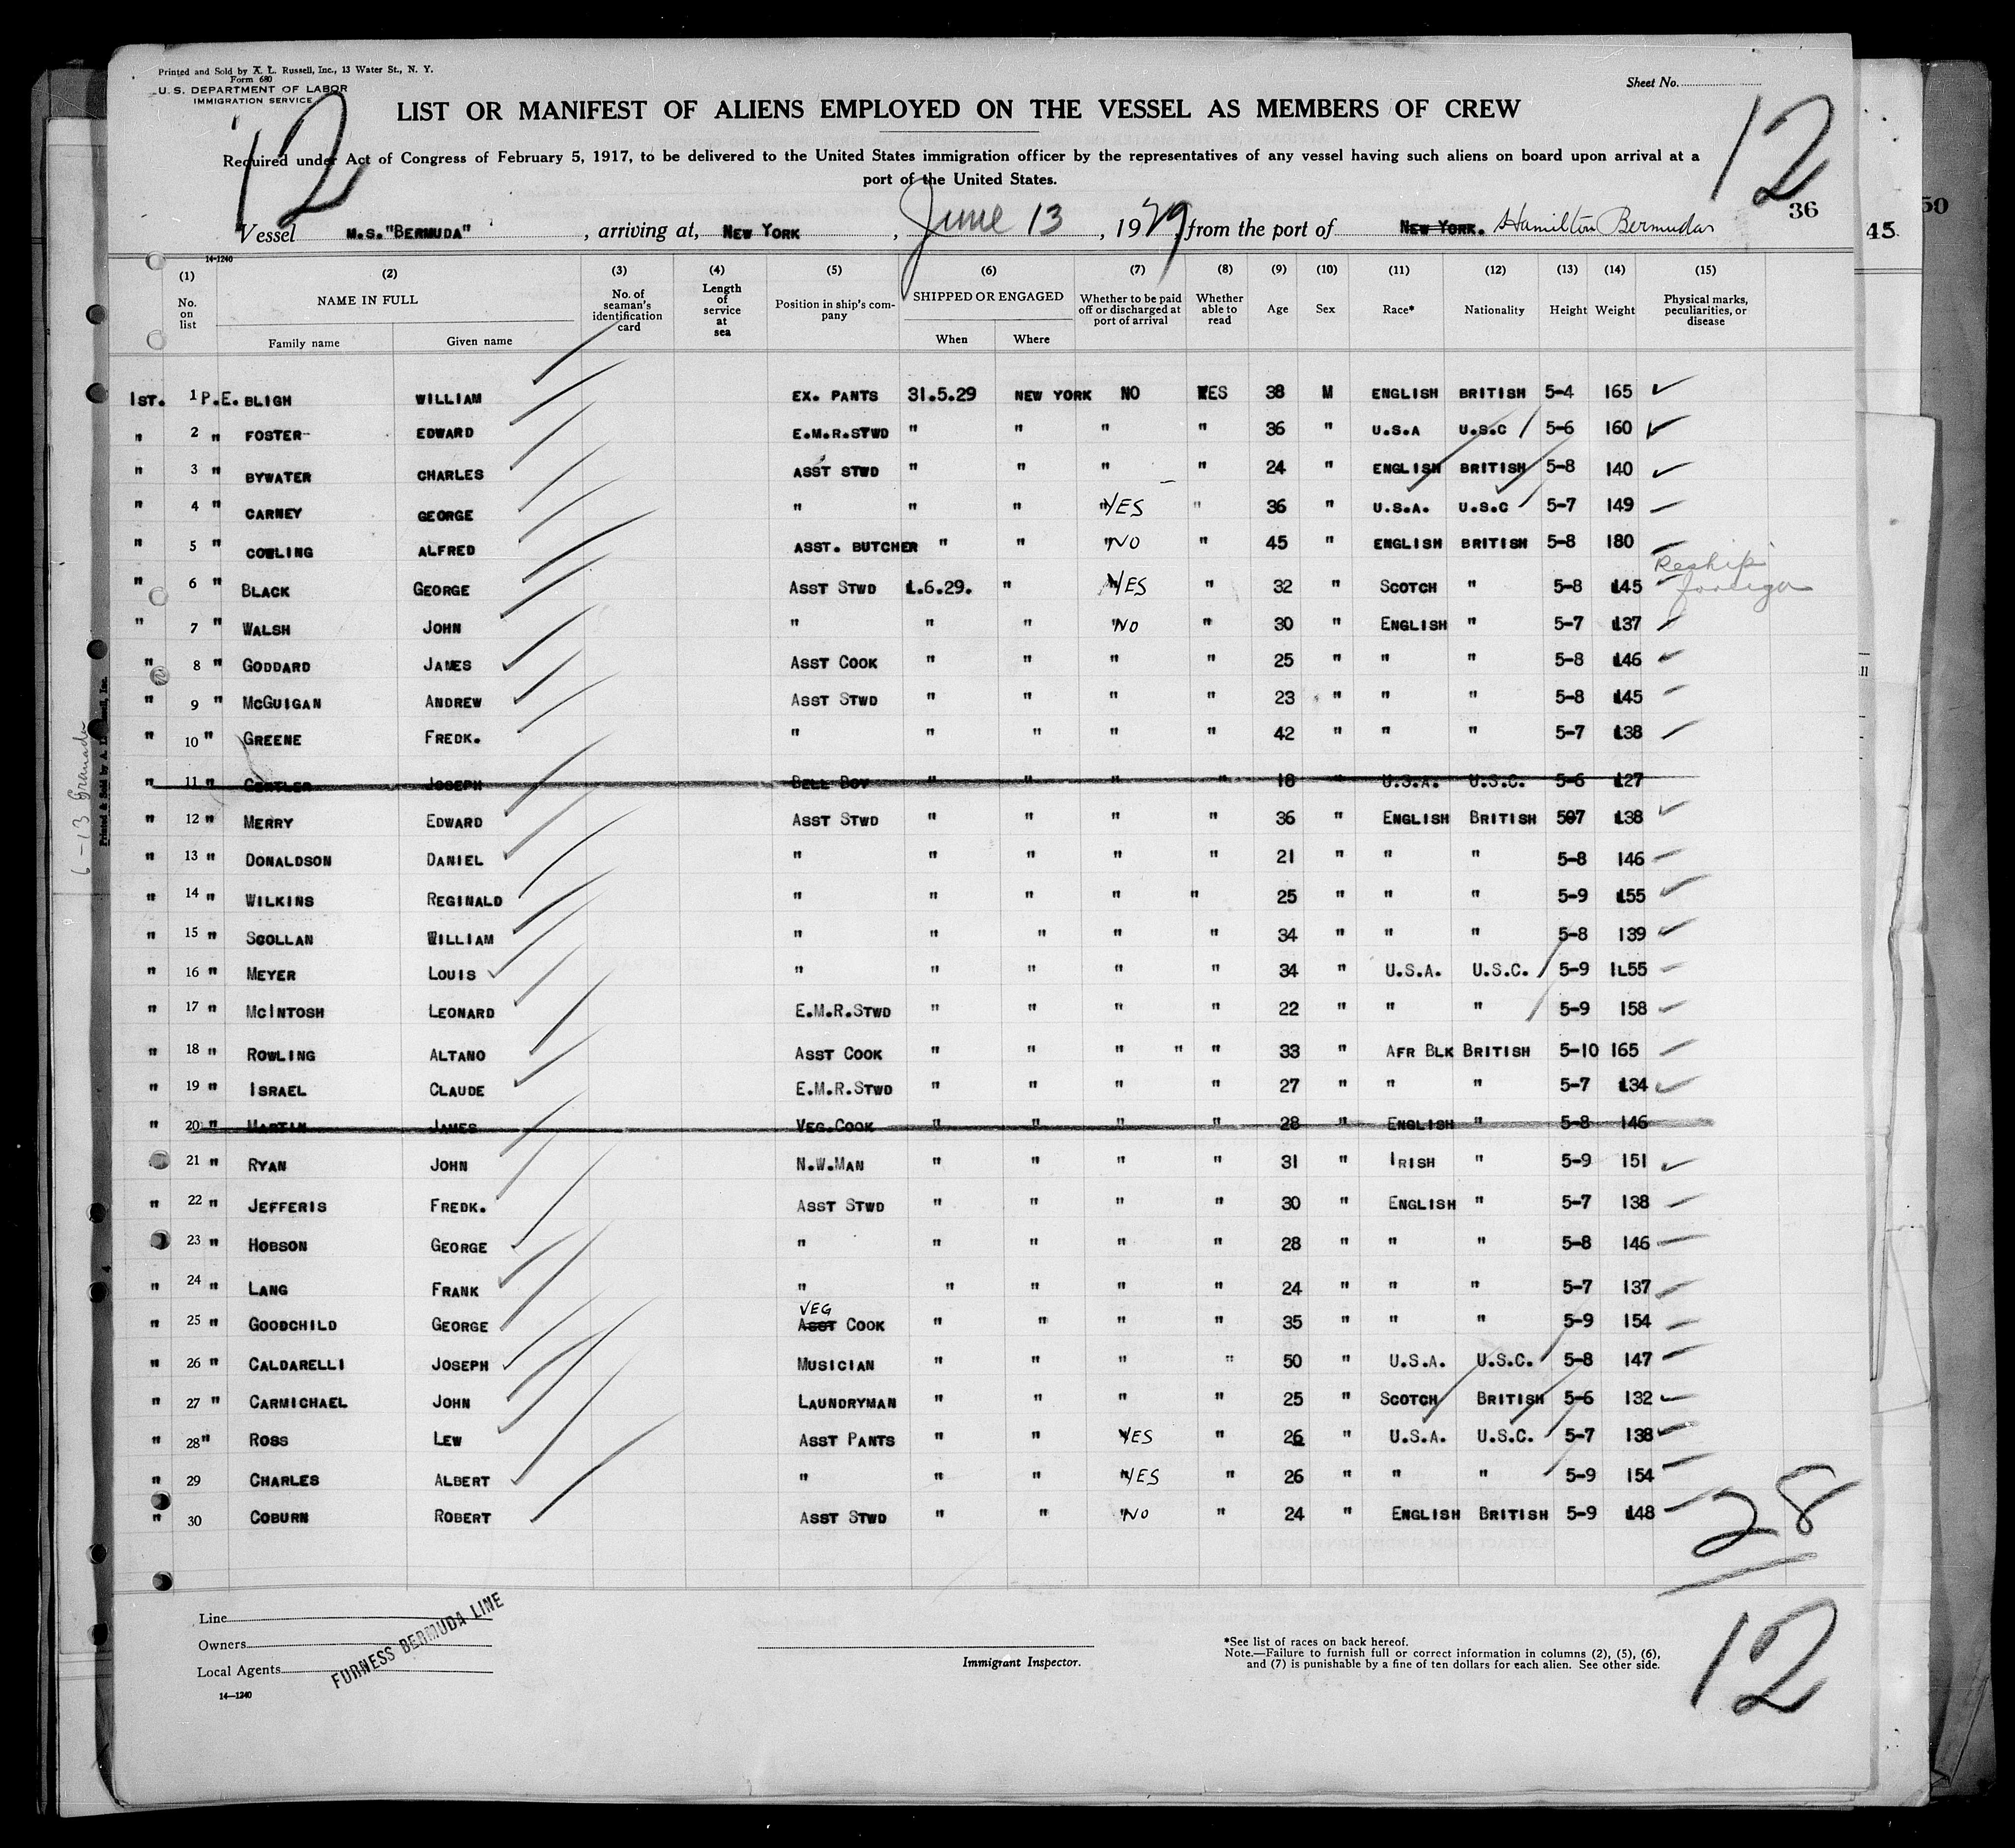 Printed and Sold by A. L. Russell, Inc., 13 Water St., N. Y.
Form 680
U. S. DEPARTMENT OF LABOR
IMMIGRATION SERVICE
Sheet No.
12
12
LIST OR MANIFEST OF ALIENS EMPLOYED ON THE VESSEL AS MEMBERS OF CREW
Required under Act of Congress of February 5, 1917, to be delivered to the United States immigration officer by the representatives of any vessel having such aliens on board upon arrival at a
port of the United States.
36
45
50
Vessel M.S."BERMUDA" , arriving at, NEW YORK , June 13 , 1929, from the port of NEW YORK. Hamilton Bermudas
14-1240
(1) (2) (3) (4) (5) (6) (7) (8) (9) (10) (11) (12) (13) (14) (15)
No. on list NAME IN FULL Family name Given name No. of seaman's identification card Length of service at sea Position in ship's company SHIPPED OR ENGAGED When Where Whether to be paid off or discharged at port of arrival Whether able to read Age Sex Race* Nationality Height Weight Physical marks, peculiarities, or disease
1ST. 1 P.E. BLIGH WILLIAM EX. PANTS 31.5.29 NEW YORK NO YES 38 M ENGLISH BRITISH 5-4 165
" 2 " FOSTER EDWARD E.M.R.STWD " " " " 36 " U.S.A U.S.C 5-6 160
" 3 " BYWATER CHARLES ASST STWD " " " " 24 " ENGLISH BRITISH 5-8 140
" 4 " CARNEY GEORGE " " " YES " 36 " U.S.A. U.S.C 5-7 149
" 5 " COWLING ALFRED ASST. BUTCHER " " NO " 45 " ENGLISH BRITISH 5-8 180
" 6 " BLACK GEORGE ASST STWD 1.6.29. " YES " 32 " SCOTCH " 5-8 145 Reship foreign
" 7 " WALSH JOHN " " " NO " 30 " ENGLISH " 5-7 137
" 8 " GODDARD JAMES ASST COOK " " " " 25 " " " 5-8 146
" 9 " MCGUIGAN ANDREW ASST STWD " " " " 23 " " " 5-8 145
" 10 " GREENE FREDK. " " " " " 42 " " " 5-7 138
" 11 " JOSEPH BELL BOY " " " " 18 " U.S.A. U.S.C. 5-6 127
" 12 " MERRY EDWARD ASST STWD " " " " 36 " ENGLISH BRITISH 507 138
" 13 " DONALDSON DANIEL " " " " " 21 " " " 5-8 146
" 14 " WILKINS REGINALD " " " " " 25 " " " 5-9 155
" 15 " SCOLLAN WILLIAM " " " " " 34 " " " 5-8 139
" 16 " MEYER LOUIS " " " " " 34 " U.S.A. U.S.C. 5-9 155
" 17 " MCINTOSH LEONARD E.M.R.STWD " " " " 22 " " " 5-9 158
" 18 " ROWLING ALTANO ASST COOK " " " " " 33 " AFR BLK BRITISH 5-10 165
" 19 " ISRAEL CLAUDE E.M.R.STWD " " " " 27 " " " 5-7 134
" 20 " MARTIN JAMES VEG.COOK " " " " 28 " ENGLISH " 5-8 146
21 " RYAN JOHN N.W.MAN " " " " 31 " IRISH " 5-9 151
" 22 " JEFFERIS FREDK. ASST STWD " " " " 30 " ENGLISH " 5-7 138
23 " HOBSON GEORGE " " " " " 28 " " " 5-8 146
" 24 " LANG FRANK " " " " " 24 " " " 5-7 137
" 25 " GOODCHILD GEORGE VEG ASST COOK " " " " 35 " " " 5-9 154
" 26 " CALDARELLI JOSEPH MUSICIAN " " " " 50 " U.S.A. U.S.C. 5-8 147
" 27 " CARMICHAEL JOHN LAUNDRYMAN " " " " 25 " SCOTCH BRITISH 5-6 132
" 28 " ROSS LEW ASST PANTS " " YES " 26 " U.S.A. U.S.C. 5-7 138
" 29 CHARLES ALBERT " " " YES " 26 " " " 5-9 154
" 30 COBURN ROBERT ASST STWD " " NO " 24 " ENGLISH BRITISH 5-9 148
28
Line
Owners
Local Agents
FURNESS BERMUDA LINE
14—1240
Immigrant Inspector.
*See list of races on back hereof.
Note.—Failure to furnish full or correct information in columns (2), (5), (6),
and (7) is punishable by a fine of ten dollars for each alien. See other side.
12
6-13 Granada